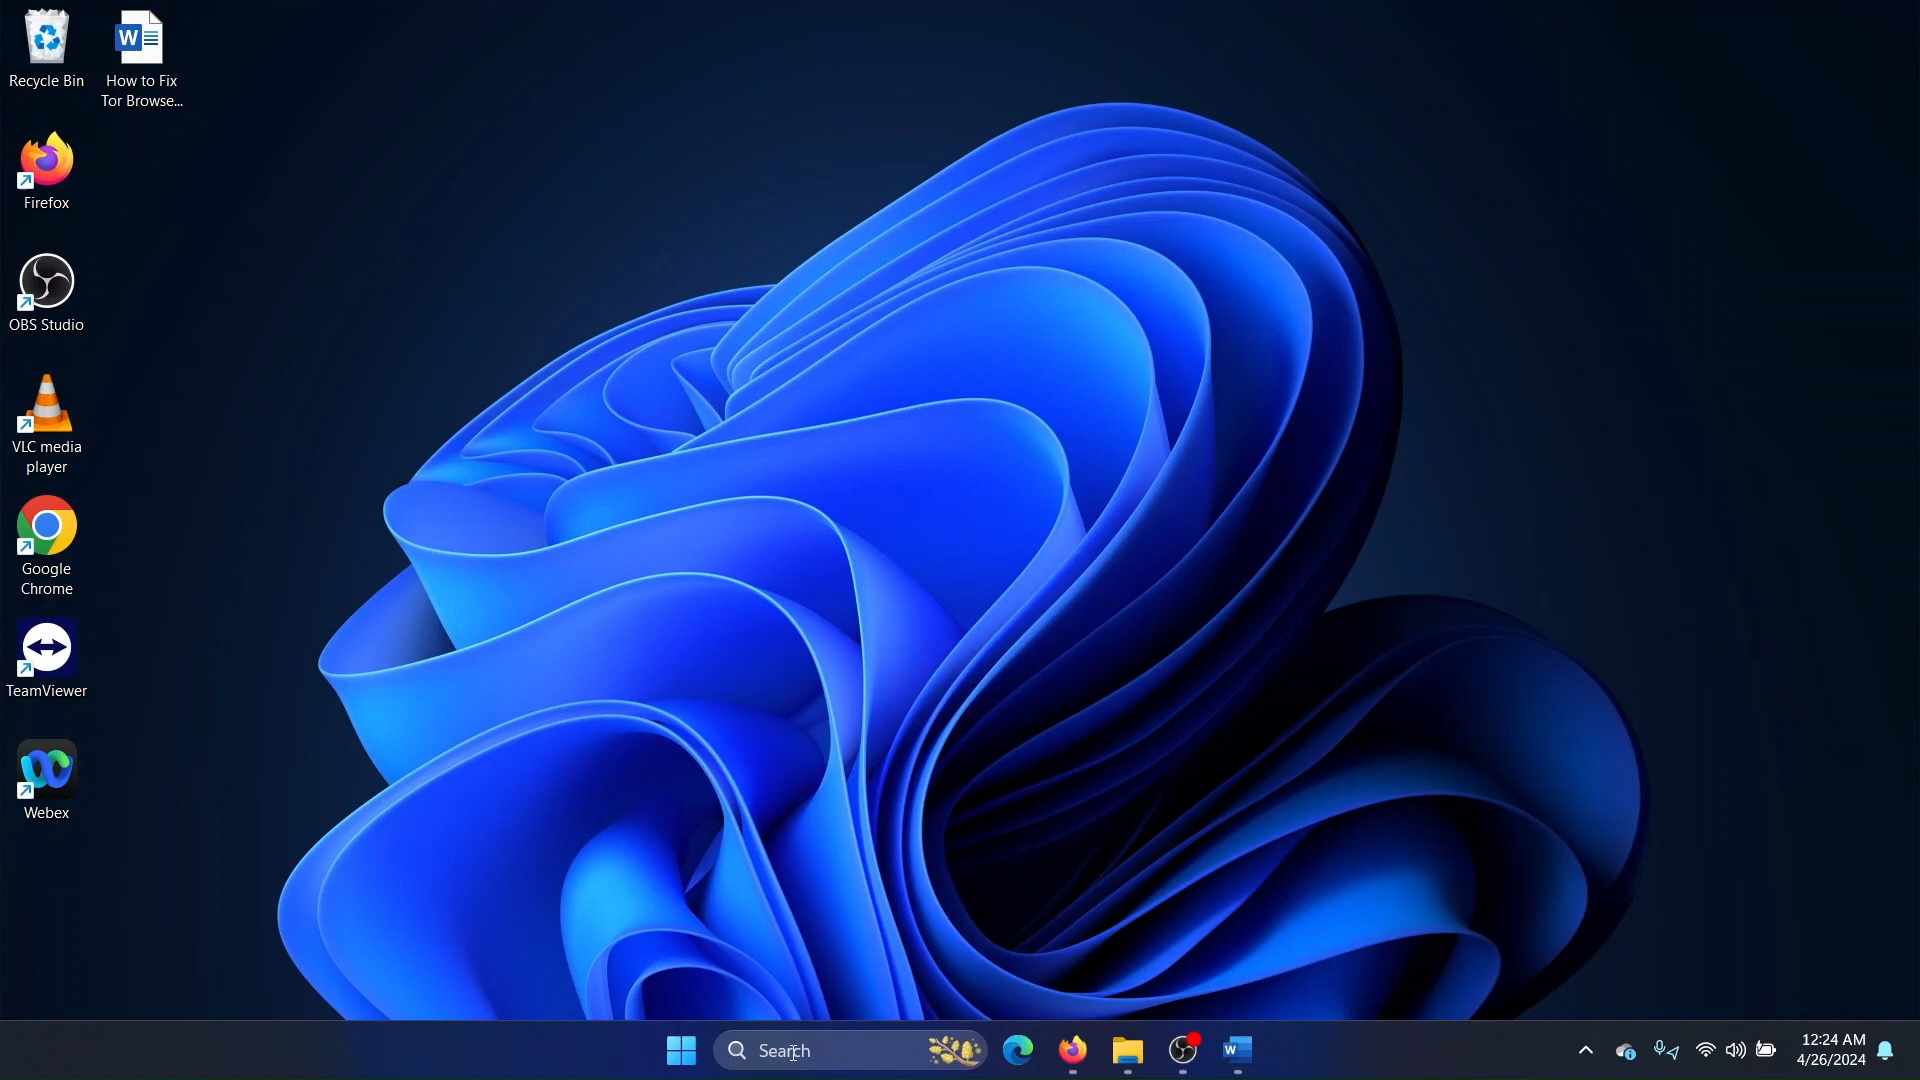 Recycle Bin
How to Fix
Tor Browse...
Firefox
OBS Studio
VLC media
player
Google
Chrome
TeamViewer
Webex
Search
12:24 AM
4/26/2024